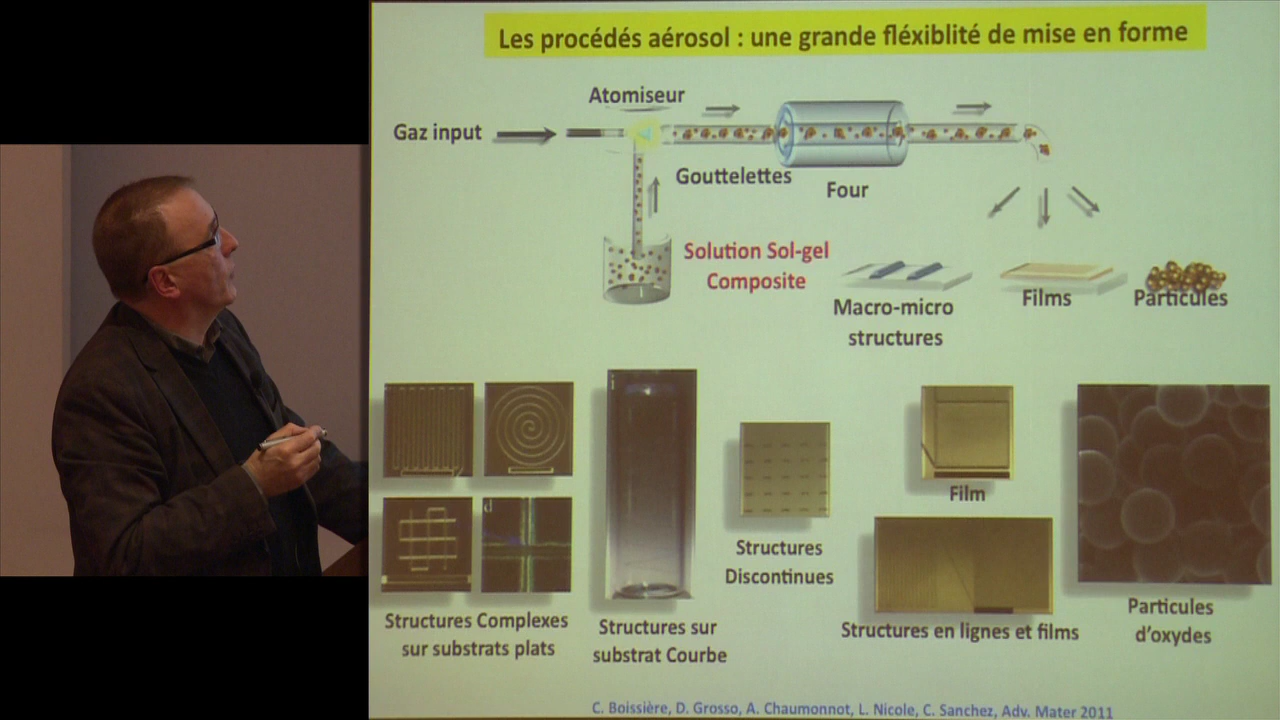 Les procédés aérosol : une grande fléxiblité de mise en forme
Atomiseur
Gaz input
Gouttelettes
Four
Solution Sol-gel
Composite
Macro-micro
structures
Films
Particules
d
Structures Complexes
sur substrats plats
Structures sur
substrat Courbe
Structures
Discontinues
Film
Structures en lignes et films
Particules
d'oxydes
C. Boissière, D. Grosso, A. Chaumonnot, L. Nicole, C. Sanchez, Adv. Mater 2011